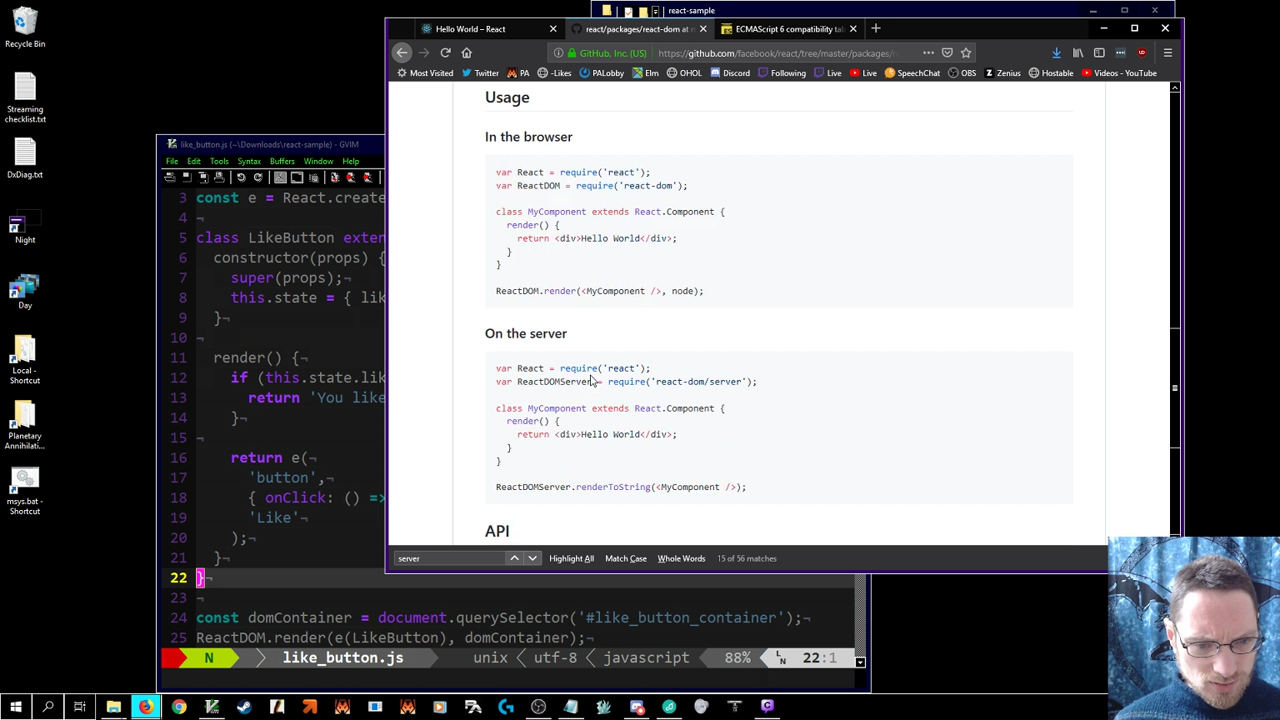 react-sample
Hello World – React
react/packages/react-dom at
ECMAScript 6 compatibility tab
GitHub, Inc. (US)
https://github.com/facebook/react/tree/master/packages/r
Most Visited
Twitter
PA
-Likes
PALobby
Elm
OHOL
Discord
Following
Live
Live
SpeechChat
OBS
Zenius
Hostable
Videos - YouTube
Recycle Bin
Streaming
checklist.txt
DxDiag.txt
Night
Day
Local -
Shortcut
Planetary
Annihilati...
msys.bat -
Shortcut
Usage
In the browser
var React = require('react');
var ReactDOM = require('react-dom');
class MyComponent extends React.Component {
render() {
return <div>Hello World</div>;
}
}
ReactDOM.render(<MyComponent />, node);
On the server
var React = require('react');
var ReactDOMServer = require('react-dom/server');
class MyComponent extends React.Component {
render() {
return <div>Hello World</div>;
}
}
ReactDOMServer.renderToString(<MyComponent />);
API
server
Highlight All
Match Case
Whole Words
15 of 56 matches
like_button.js (~\Downloads\react-sample) - GVIM
File Edit Tools Syntax Buffers Window Help
3 const e = React.create
4 ¬
5 class LikeButton exten
6 constructor(props) {
7 super(props);¬
8 this.state = { lik
9 }¬
10 ¬
11 render() {¬
12 if (this.state.li
13 return 'You like
14 }¬
15 ¬
16 return e(¬
17 'button',¬
18 { onClick: () =>
19 'Like'¬
20 );¬
21 }¬
22 }¬
23 ¬
24 const domContainer = document.querySelector('#like_button_container');¬
25 ReactDOM.render(e(LikeButton), domContainer);¬
N like_button.js unix utf-8 javascript 88% LN 22:1